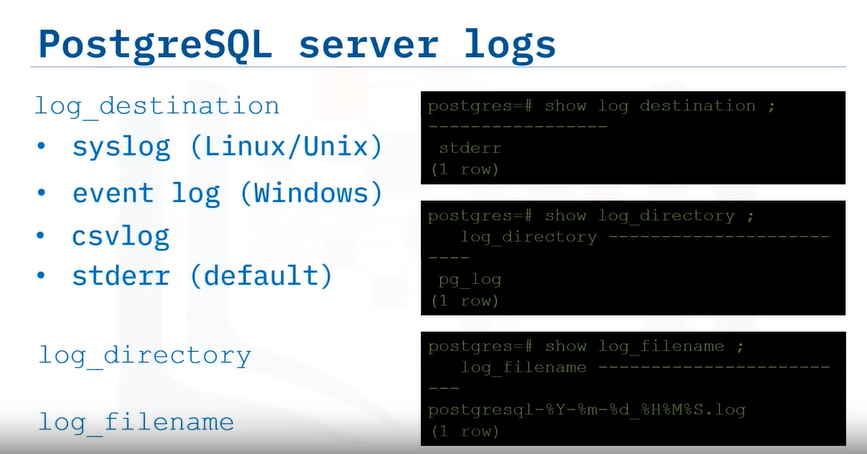 PostgreSQL server logs
log_destination
• syslog (Linux/Unix)
• event log (Windows)
• csvlog
• stderr (default)
log_directory
log_filename
postgres=# show log destination ;
-----------------
stderr
(1 row)
postgres=# show log_directory ;
log_directory ---------------------
----
pg_log
(1 row)
postgres=# show log_filename ;
log_filename ----------------------
---
postgresql-%Y-%m-%d_%H%M%S.log
(1 row)